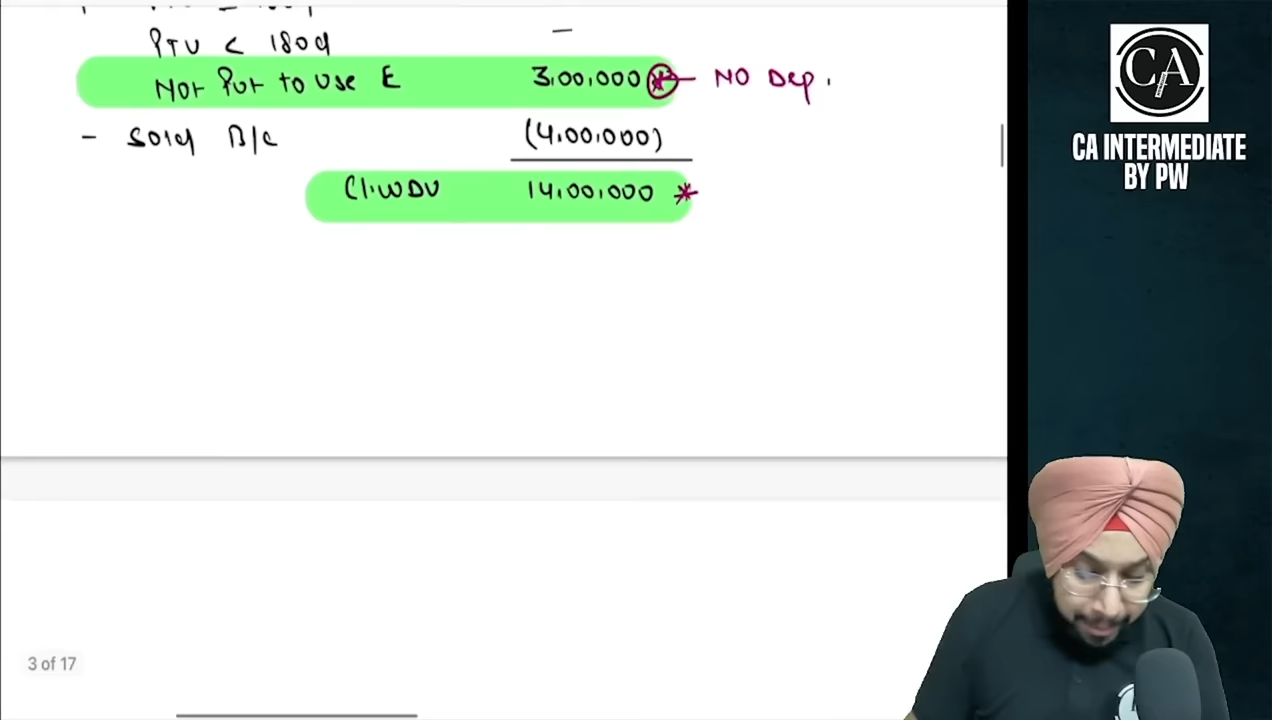 PTU < 180d —
Not Put to Use E 3,00,000 * — NO Dep.
- Sold B/c (4,00,000)
Cl.WDV 14,00,000 *
CA
CA INTERMEDIATE
BY PW
3 of 17